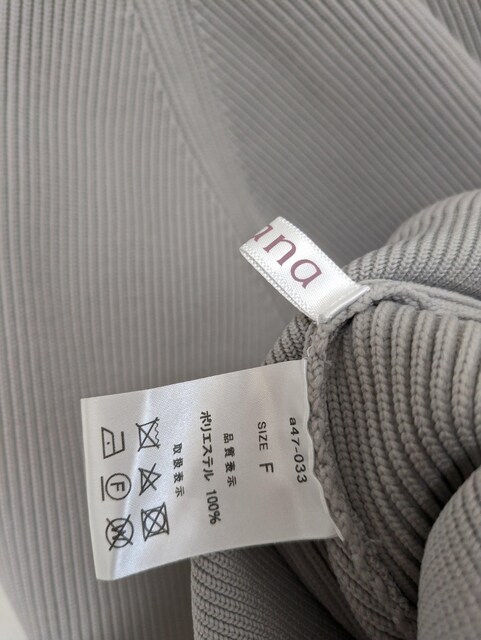 ana
a47-033
SIZE F
品質表示
ポリエステル 100%
取扱表示
F
W